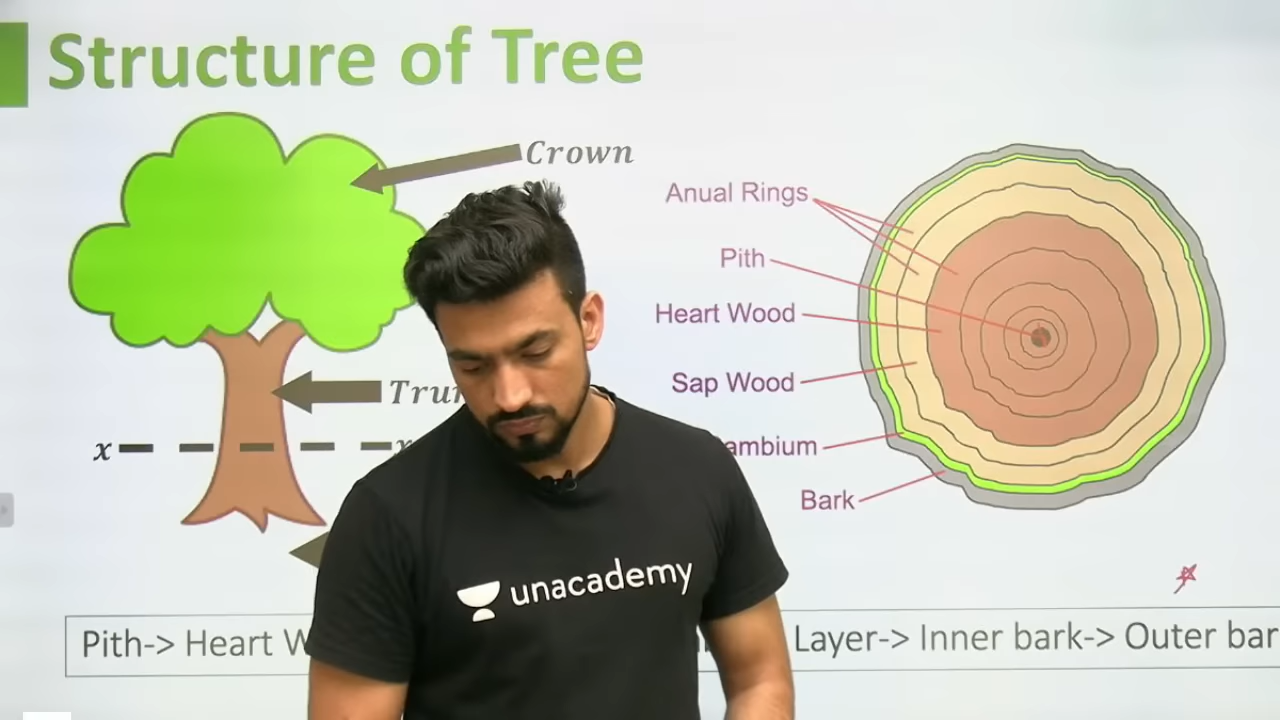 Structure of Tree
Crown
Anual Rings
Pith
Heart Wood
Sap Wood
Bark
x
unacademy
Pith-> Heart
Layer-> Inner bark-> Outer